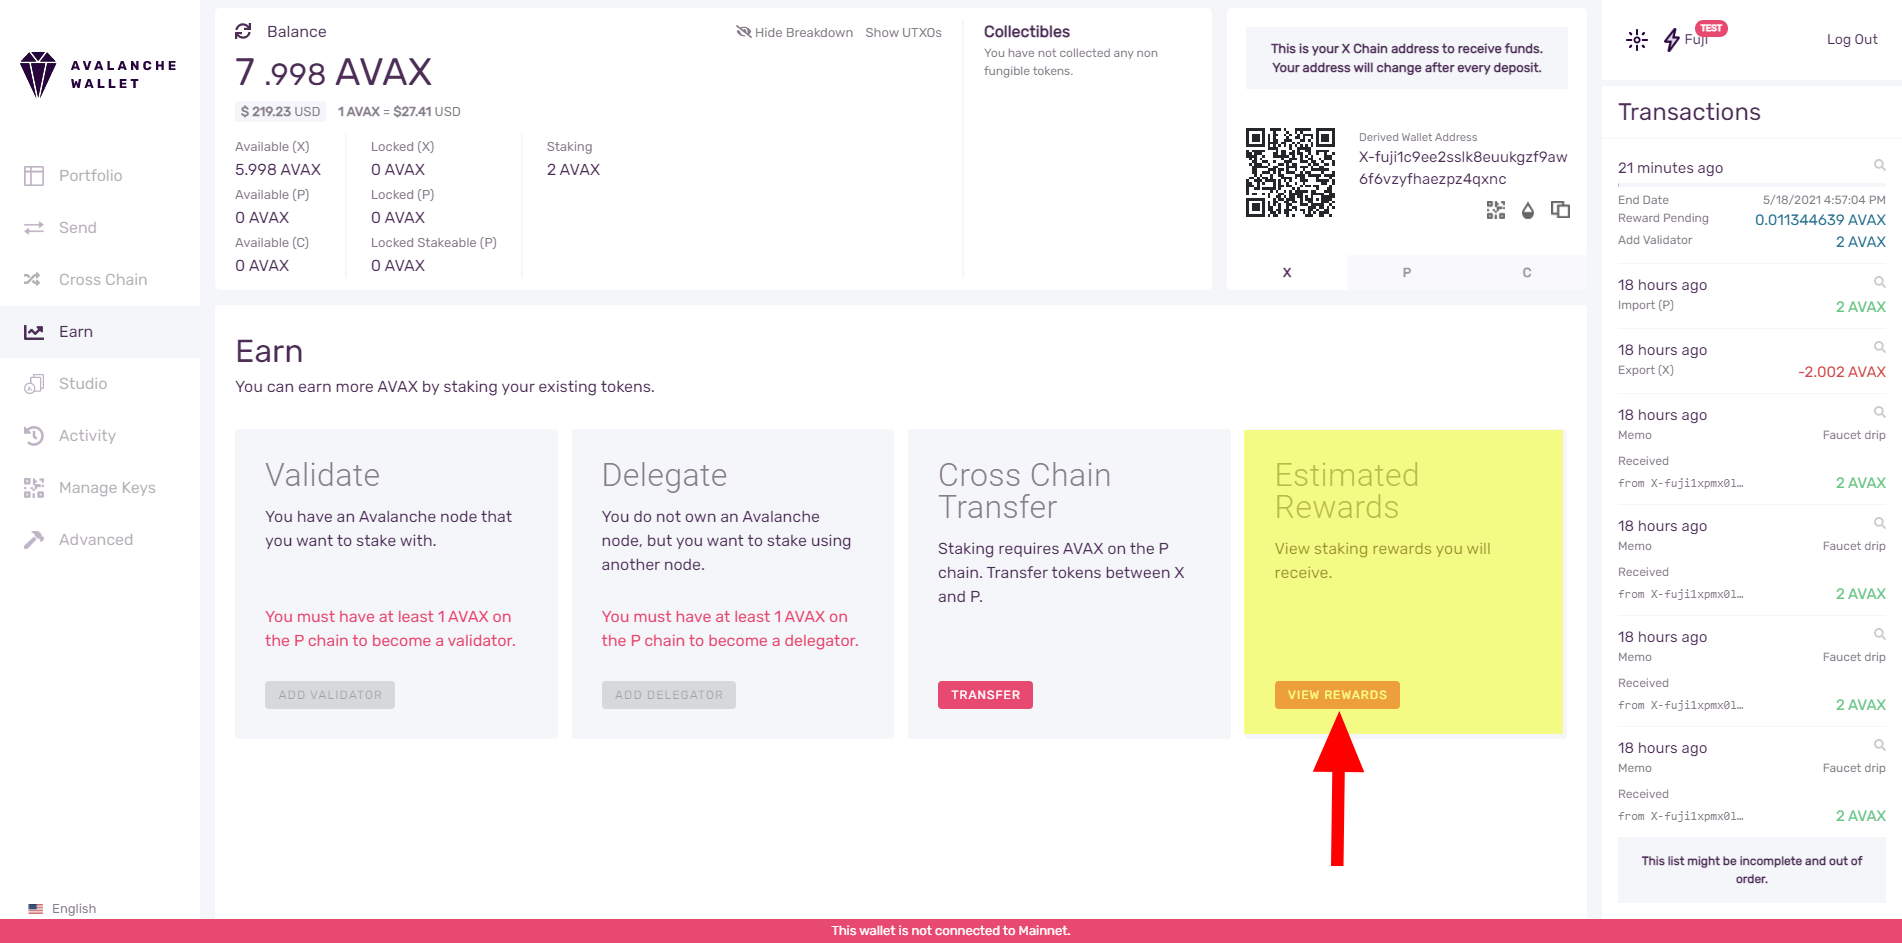 AVALANCHE
WALLET
Portfolio
Send
Cross Chain
Earn
Studio
Activity
Manage Keys
Advanced
English
Balance
Hide Breakdown
Show UTXOs
7 .998 AVAX
$ 219.23 USD
1 AVAX = $27.41 USD
Available (X)
5.998 AVAX
Available (P)
0 AVAX
Available (C)
0 AVAX
Locked (X)
0 AVAX
Locked (P)
0 AVAX
Locked Stakeable (P)
0 AVAX
Staking
2 AVAX
Collectibles
You have not collected any non
fungible tokens.
This is your X Chain address to receive funds.
Your address will change after every deposit.
Derived Wallet Address
X-fuji1c9ee2sslk8euukgzf9aw
6f6vzyfhaezpz4qxnc
X
P
C
Earn
You can earn more AVAX by staking your existing tokens.
Validate
You have an Avalanche node that
you want to stake with.
You must have at least 1 AVAX on
the P chain to become a validator.
ADD VALIDATOR
Delegate
You do not own an Avalanche
node, but you want to stake using
another node.
You must have at least 1 AVAX on
the P chain to become a delegator.
ADD DELEGATOR
Cross Chain
Transfer
Staking requires AVAX on the P
chain. Transfer tokens between X
and P.
TRANSFER
Estimated
Rewards
View staking rewards you will
receive.
VIEW REWARDS
TEST
Fuji
Log Out
Transactions
21 minutes ago
End Date 5/18/2021 4:57:04 PM
Reward Pending 0.011344639 AVAX
Add Validator 2 AVAX
18 hours ago
Import (P) 2 AVAX
18 hours ago
Export (X) -2.002 AVAX
18 hours ago
Memo Faucet drip
Received
from X-fuji1xpmx0l… 2 AVAX
18 hours ago
Memo Faucet drip
Received
from X-fuji1xpmx0l… 2 AVAX
18 hours ago
Memo Faucet drip
Received
from X-fuji1xpmx0l… 2 AVAX
18 hours ago
Memo Faucet drip
Received
from X-fuji1xpmx0l… 2 AVAX
This list might be incomplete and out of
order.
This wallet is not connected to Mainnet.